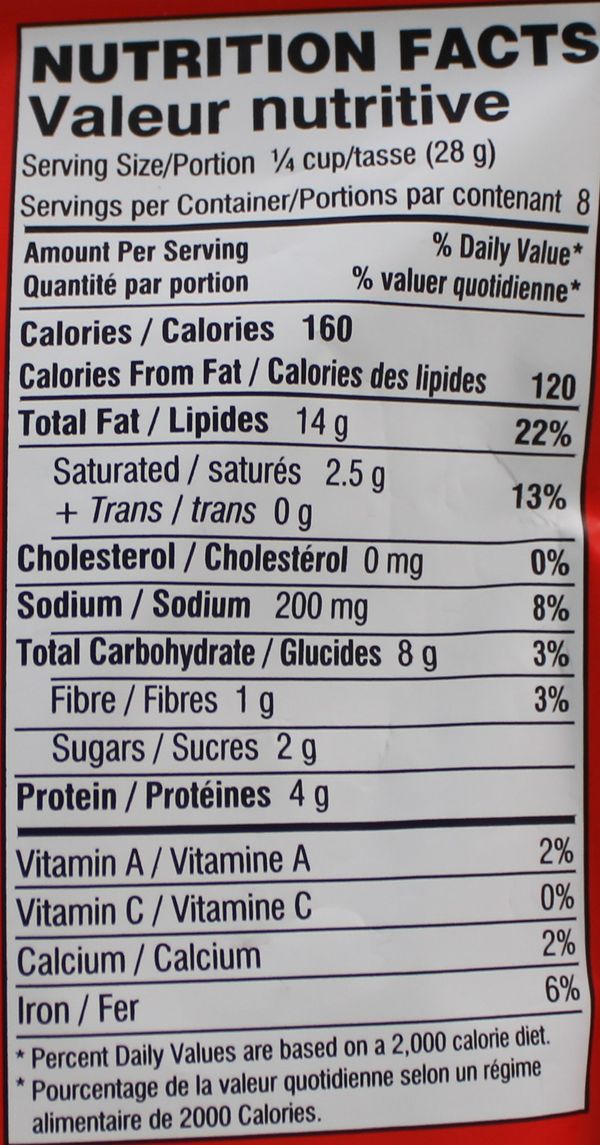 NUTRITION FACTS
Valeur nutritive
Serving Size/Portion ¼ cup/tasse (28 g)
Servings per Container/Portions par contenant 8
Amount Per Serving % Daily Value*
Quantité par portion % valuer quotidienne*
Calories / Calories 160
Calories From Fat / Calories des lipides 120
Total Fat / Lipides 14 g 22%
Saturated / saturés 2.5 g
+ Trans / trans 0 g 13%
Cholesterol / Cholestérol 0 mg 0%
Sodium / Sodium 200 mg 8%
Total Carbohydrate / Glucides 8 g 3%
Fibre / Fibres 1 g 3%
Sugars / Sucres 2 g
Protein / Protéines 4 g
Vitamin A / Vitamine A 2%
Vitamin C / Vitamine C 0%
Calcium / Calcium 2%
Iron / Fer 6%
* Percent Daily Values are based on a 2,000 calorie diet.
* Pourcentage de la valeur quotidienne selon un régime
alimentaire de 2000 Calories.